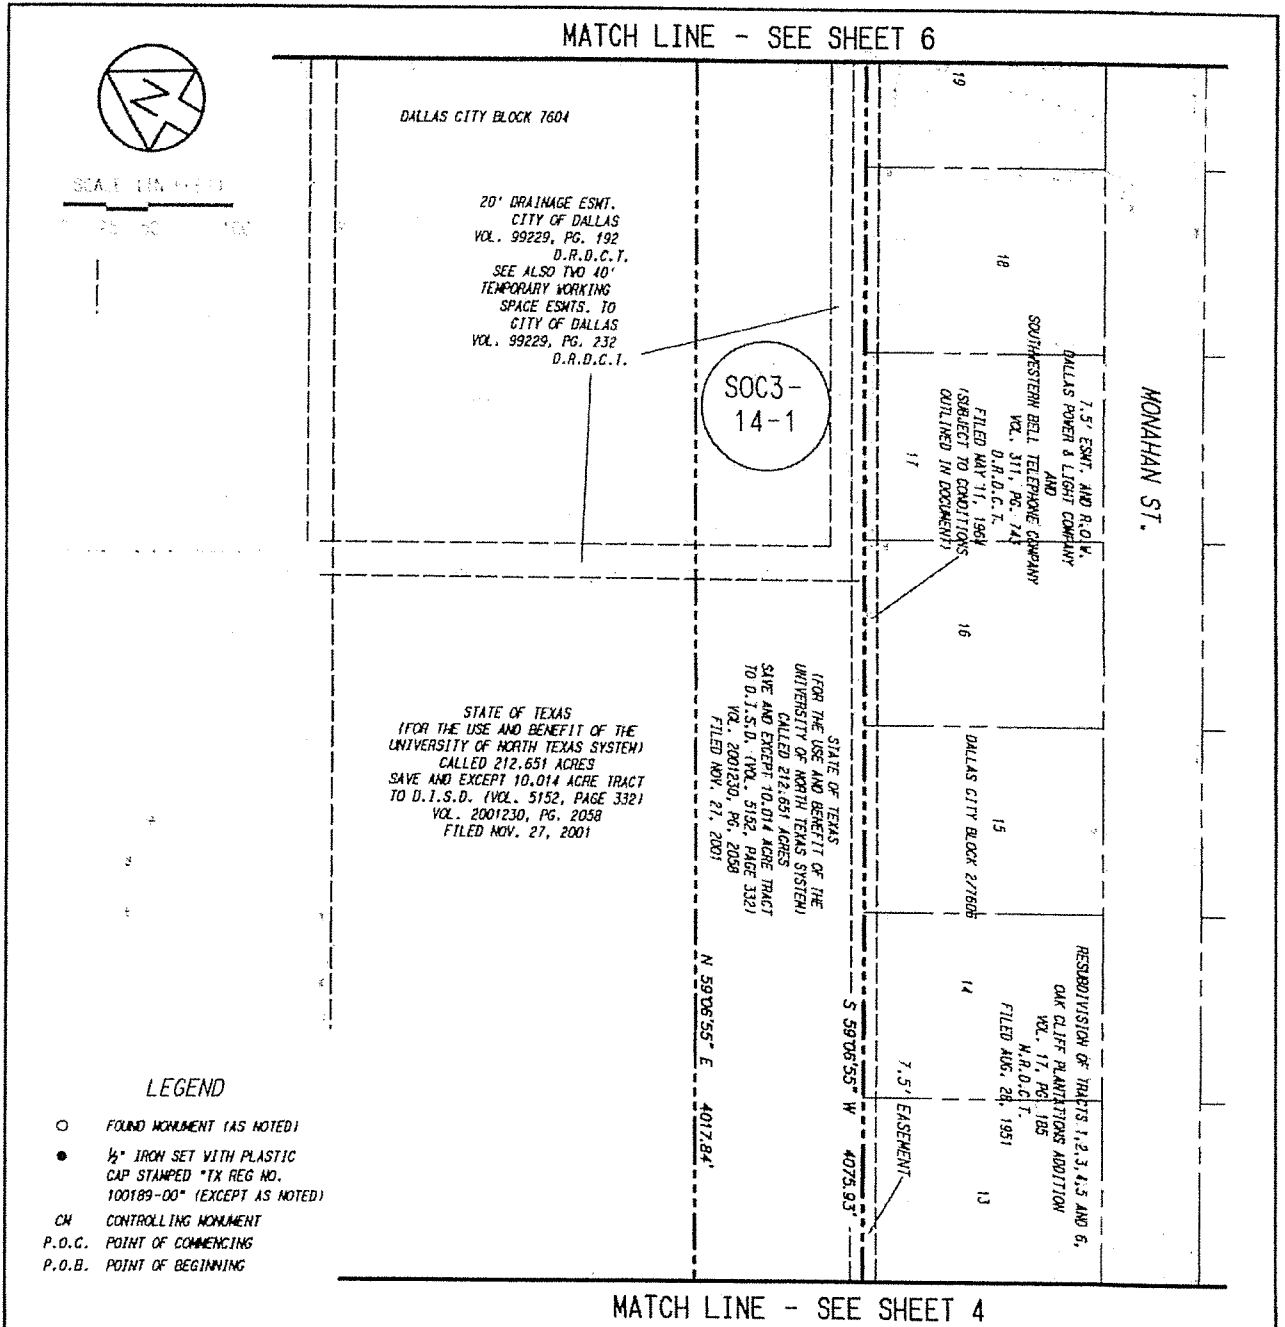 MATCH LINE - SEE SHEET 6
N
DALLAS CITY BLOCK 7604
20' DRAINAGE ESMT.
CITY OF DALLAS
VOL. 99229, PG. 192
D.R.D.C.T.
SEE ALSO TWO 40'
TEMPORARY WORKING
SPACE ESMTS. TO
CITY OF DALLAS
VOL. 99229, PG. 232
D.R.D.C.T.
SOC3-
14-1
19
18
17
16
15
14
13
MONAHAN ST.
7.5' ESMT. AND R.O.W.
DALLAS POWER & LIGHT COMPANY
AND
SOUTHWESTERN BELL TELEPHONE COMPANY
VOL. 311, PG. 743
D.R.D.C.T.
FILED MAY 11, 1964
(SUBJECT TO CONDITIONS
OUTLINED IN DOCUMENT)
STATE OF TEXAS
(FOR THE USE AND BENEFIT OF THE
UNIVERSITY OF NORTH TEXAS SYSTEM)
CALLED 212.651 ACRES
SAVE AND EXCEPT 10.014 ACRE TRACT
TO D.I.S.D. (VOL. 5152, PAGE 332)
VOL. 2001230, PG. 2058
FILED NOV. 27, 2001
STATE OF TEXAS
(FOR THE USE AND BENEFIT OF THE
UNIVERSITY OF NORTH TEXAS SYSTEM)
CALLED 212.651 ACRES
SAVE AND EXCEPT 10.014 ACRE TRACT
TO D.I.S.D. (VOL. 5152, PAGE 332)
VOL. 2001230, PG. 2058
FILED NOV. 27, 2001
DALLAS CITY BLOCK 2/7606
RESUBDIVISION OF TRACTS 1,2,3,4,5 AND 6,
OAK CLIFF PLANTATIONS ADDITION
VOL. 17, PG. 185
M.R.D.C.T.
FILED AUG. 28, 1951
N 59°06'55" E 4017.84'
S 59°06'55" W 4075.93'
7.5' EASEMENT
LEGEND
○ FOUND MONUMENT (AS NOTED)
● ½" IRON SET WITH PLASTIC
CAP STAMPED "TX REG NO.
100189-00" (EXCEPT AS NOTED)
CM CONTROLLING MONUMENT
P.O.C. POINT OF COMMENCING
P.O.B. POINT OF BEGINNING
MATCH LINE - SEE SHEET 4